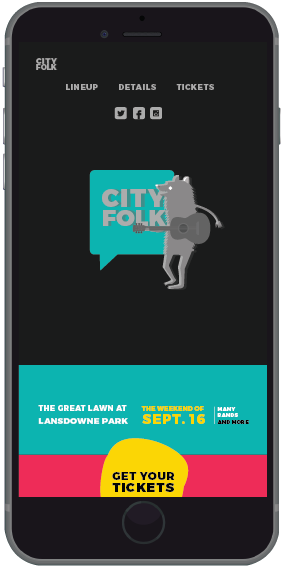 CITY
FOLK
LINEUP DETAILS TICKETS
CITY
FOLK
THE GREAT LAWN AT
LANSDOWNE PARK
THE WEEKEND OF
SEPT. 16
MANY
BANDS
AND MORE
GET YOUR
TICKETS